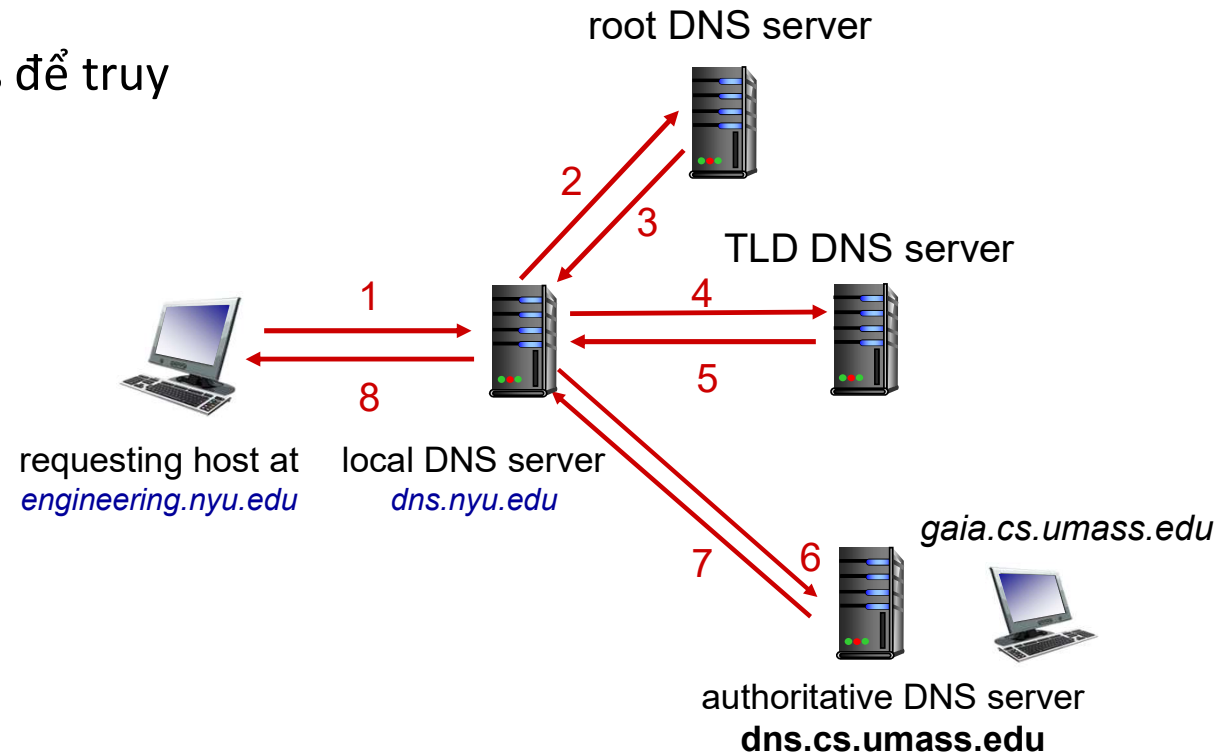 root DNS server
để truy
2
3
TLD DNS server
1
4
5
8
requesting host at
engineering.nyu.edu
local DNS server
dns.nyu.edu
gaia.cs.umass.edu
6
7
authoritative DNS server
dns.cs.umass.edu